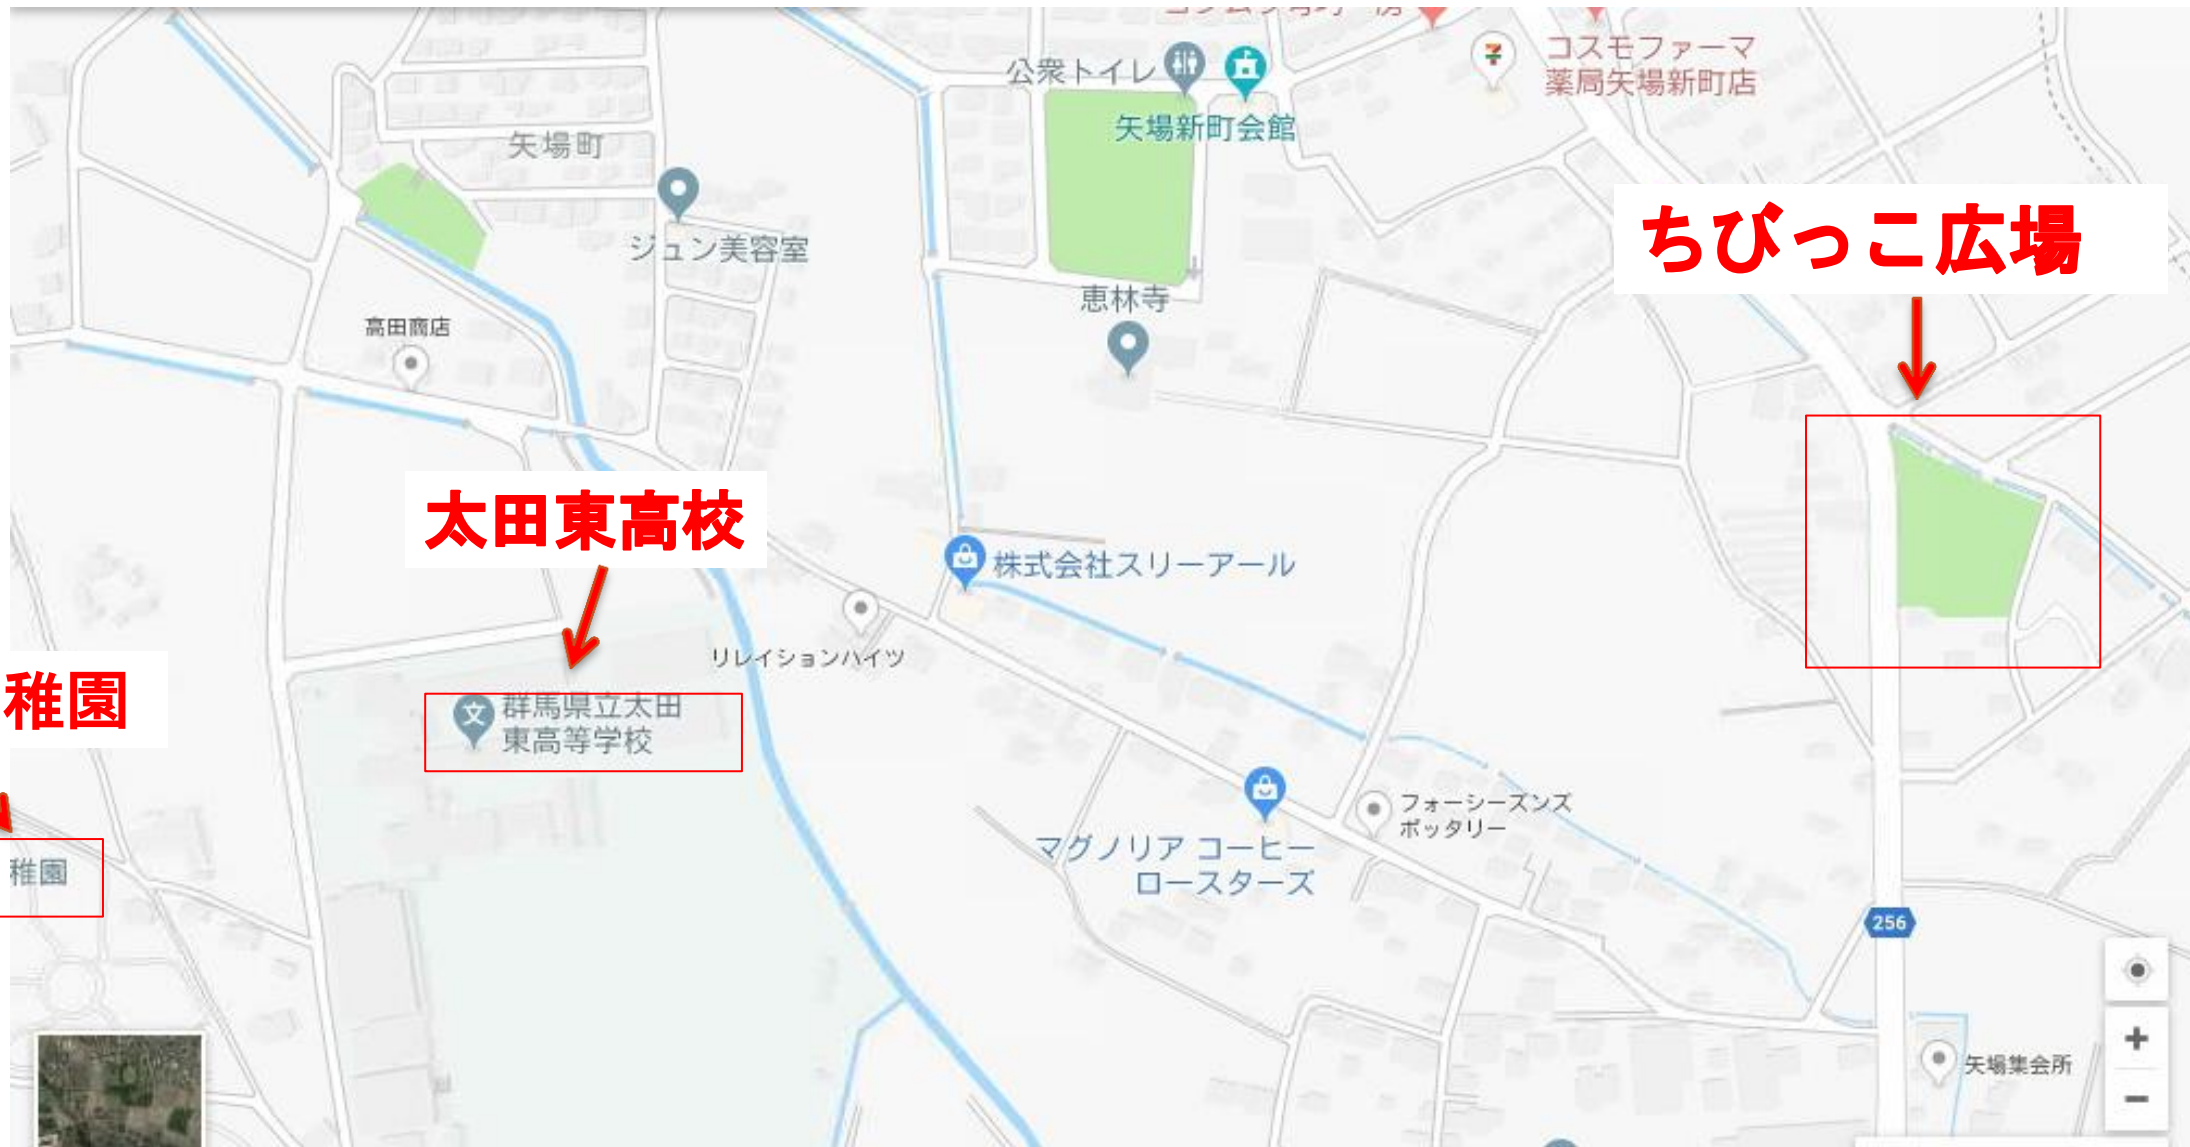 公衆トイレ
コスモファーマ
薬局矢場新町店
矢場新町会館
矢場町
ジュン美容室
ちびっこ広場
恵林寺
高田商店
太田東高校
株式会社スリーアール
リレイションハイツ
稚園
群馬県立太田
東高等学校
フォーシーズンズ
ポッタリー
マグノリア コーヒー
ロースターズ
稚園
256
矢場集会所